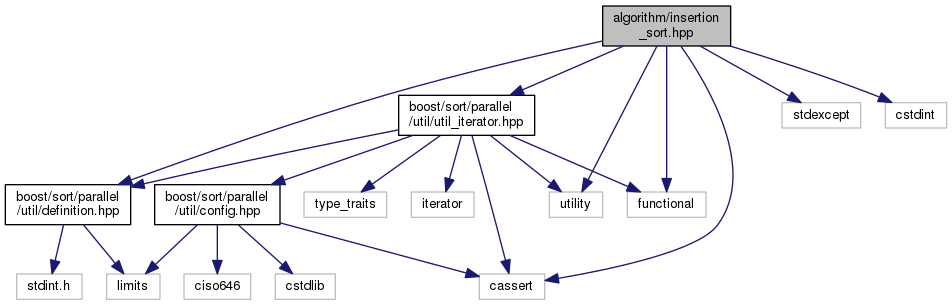 algorithm/insertion
_sort.hpp
boost/sort/parallel
/util/util_iterator.hpp
stdexcept
cstdint
boost/sort/parallel
/util/definition.hpp
boost/sort/parallel
/util/config.hpp
type_traits
iterator
utility
functional
stdint.h
limits
ciso646
cstdlib
cassert